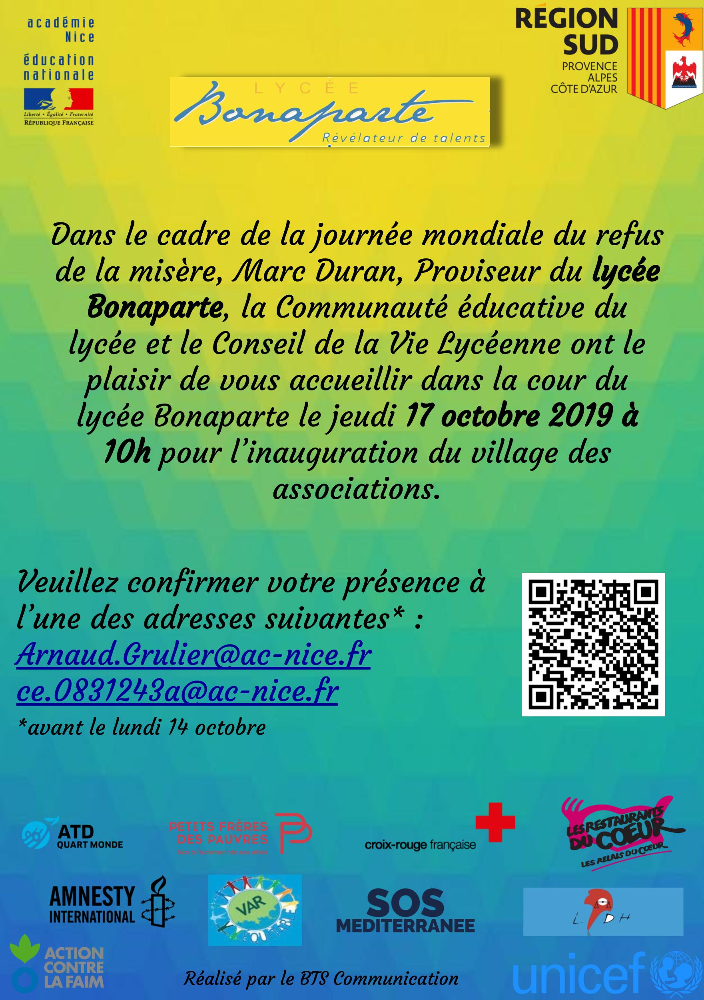 académie
Nice
éducation
nationale
Liberté • Égalité • Fraternité
RÉPUBLIQUE FRANÇAISE
RÉGION
SUD
PROVENCE
ALPES
CÔTE D'AZUR
LYCÉE
Bonaparte
Révélateur de talents
Dans le cadre de la journée mondiale du refus
de la misère, Marc Duran, Proviseur du lycée
Bonaparte, la Communauté éducative du
lycée et le Conseil de la Vie Lycéenne ont le
plaisir de vous accueillir dans la cour du
lycée Bonaparte le jeudi 17 octobre 2019 à
10h pour l’inauguration du village des
associations.
Veuillez confirmer votre présence à
l’une des adresses suivantes* :
Arnaud.Grulier@ac-nice.fr
ce.0831243a@ac-nice.fr
*avant le lundi 14 octobre
ATD
QUART MONDE
PETITS FRÈRES
DES PAUVRES
Non à l'isolement de nos aînés
croix-rouge française
LES RESTAURANTS
DU CŒUR
LES RELAIS DU CŒUR
AMNESTY
INTERNATIONAL
VAR
ÉQUITABLE
SOS
MEDITERRANEE
L D H
ACTION
CONTRE
LA FAIM
Réalisé par le BTS Communication
unicef